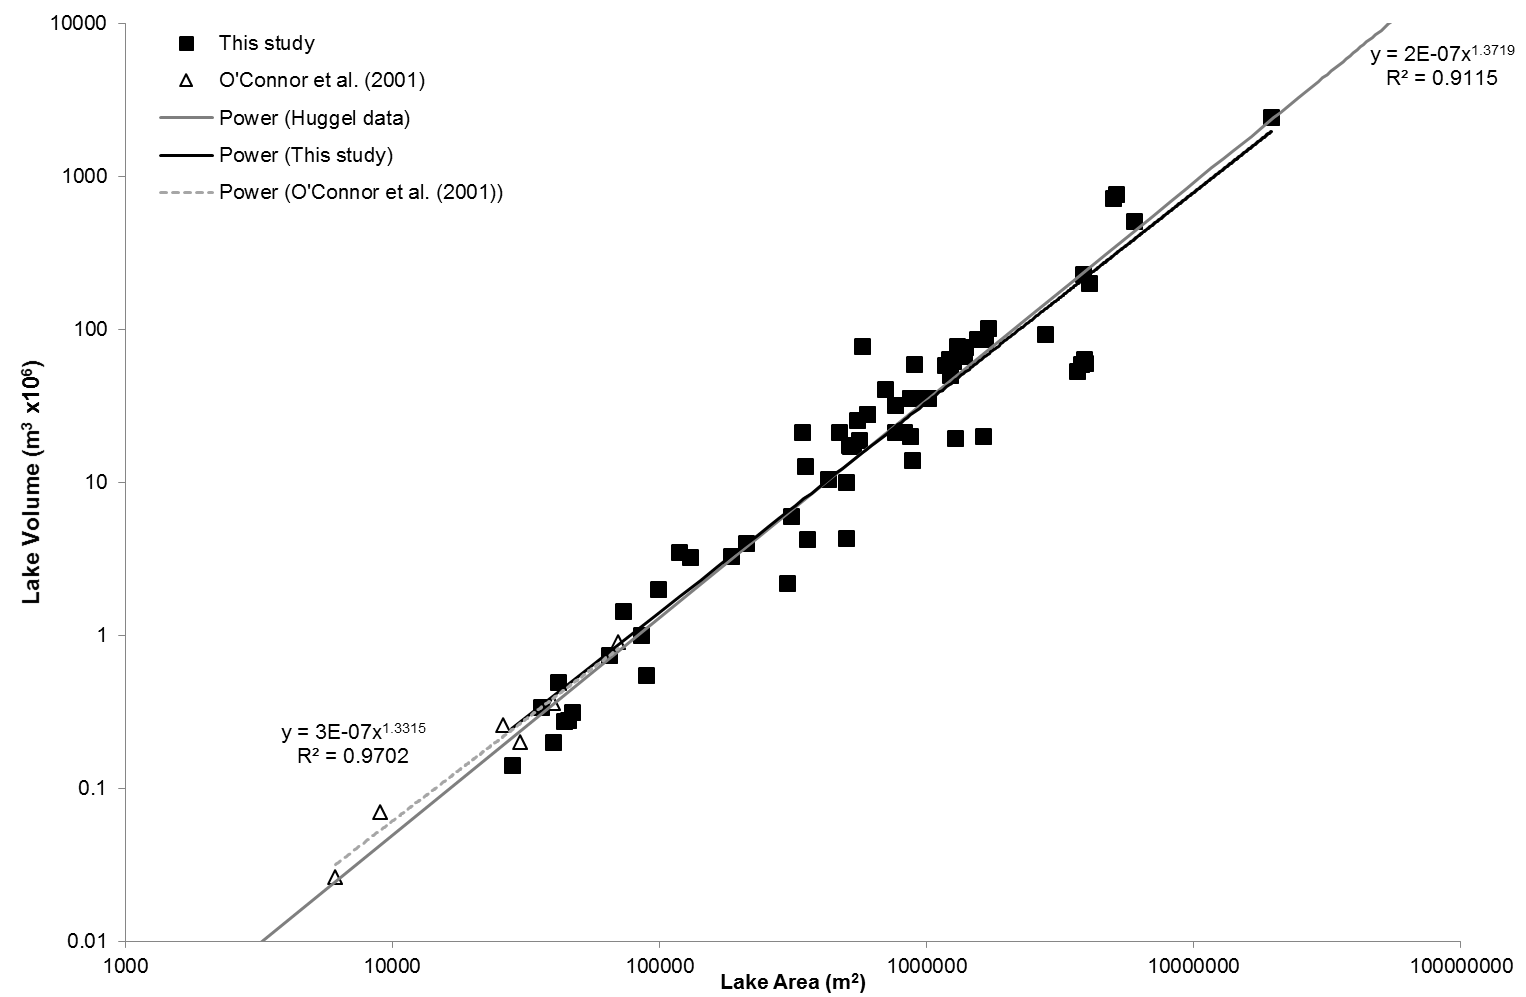 10000
1000
100
10
1
0.1
0.01
Lake Volume (m³ x10⁶)
This study
O'Connor et al. (2001)
Power (Huggel data)
Power (This study)
Power (O'Connor et al. (2001))
y = 2E-07x¹·³⁷¹⁹
R² = 0.9115
y = 3E-07x¹·³³¹⁵
R² = 0.9702
1000 10000 100000 1000000 10000000 100000000
Lake Area (m²)